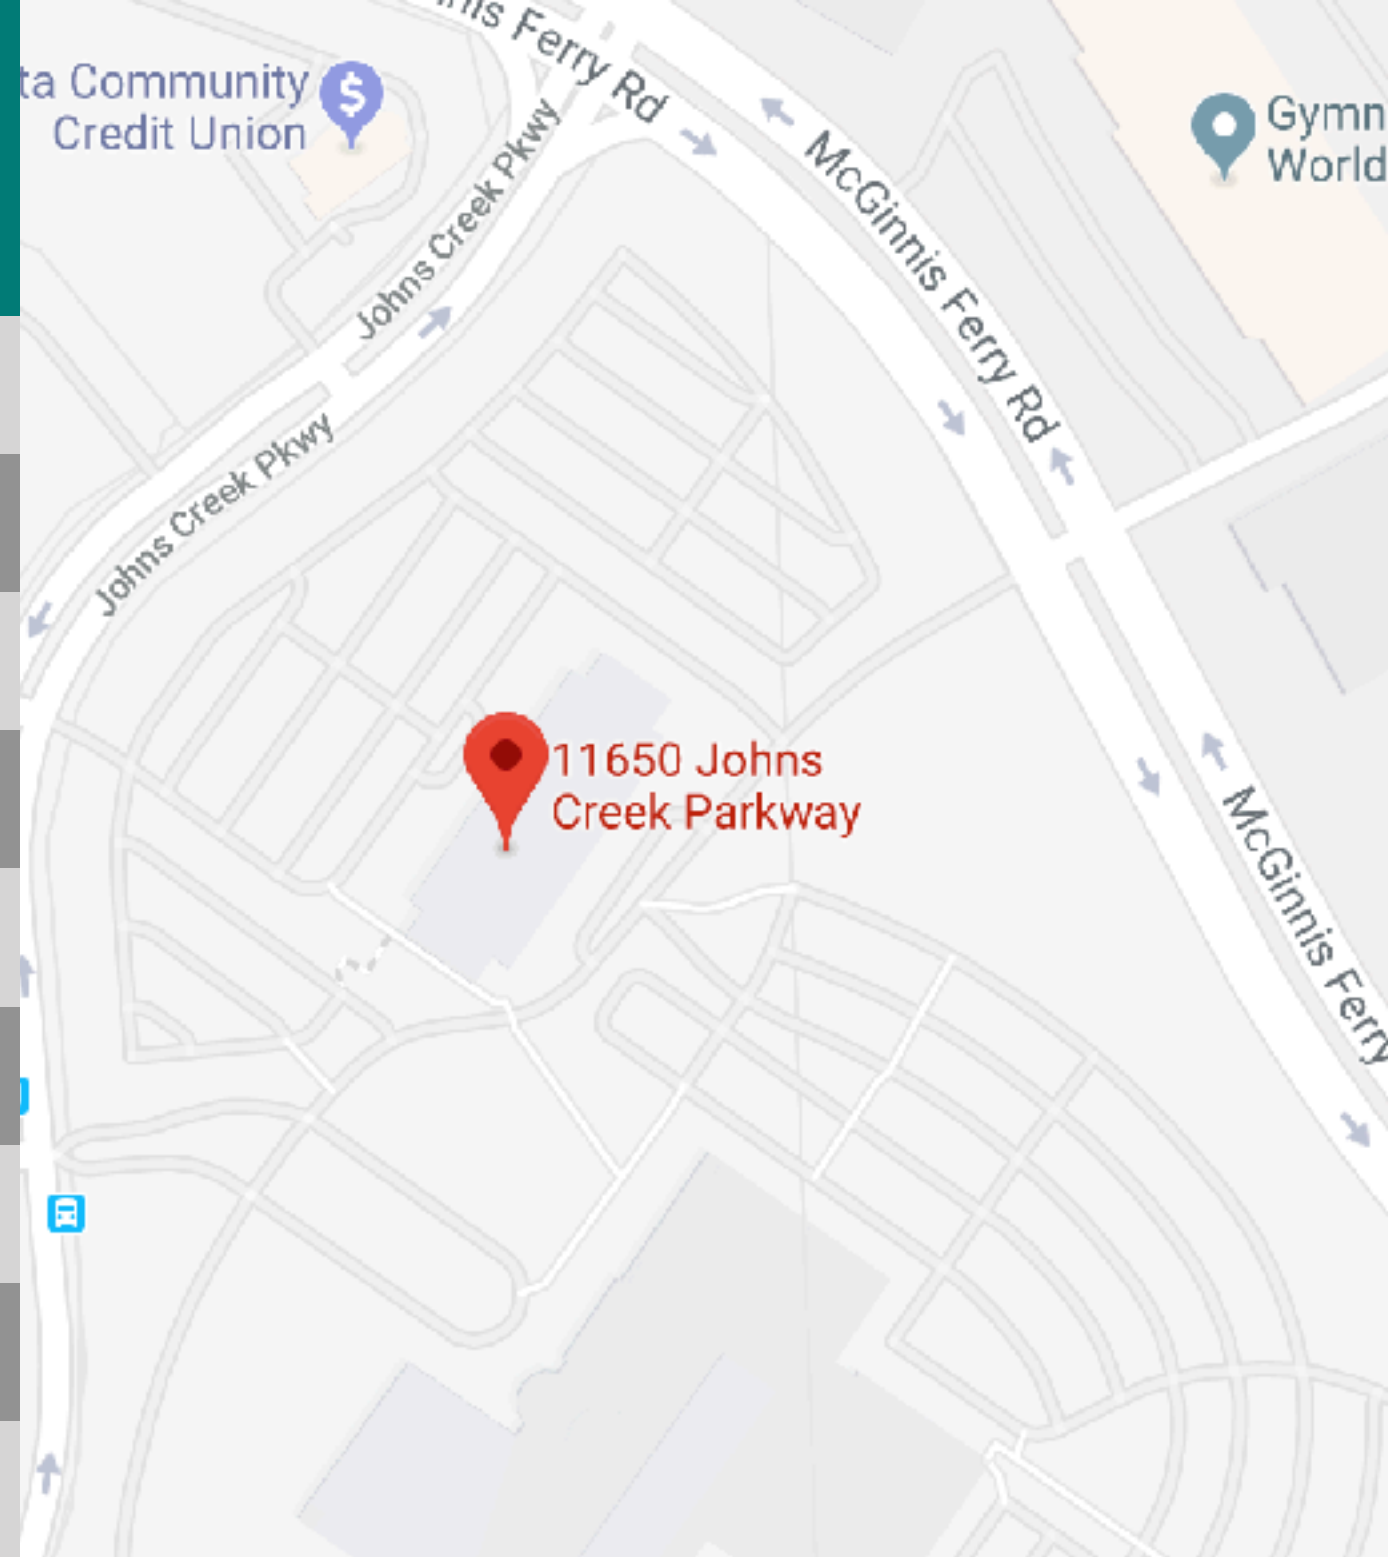 Ferry Rd
ta Community
Credit Union
$
Johns Creek Pkwy
McGinnis Ferry Rd
Gymn
World
Johns Creek Pkwy
11650 Johns
Creek Parkway
McGinnis Ferry